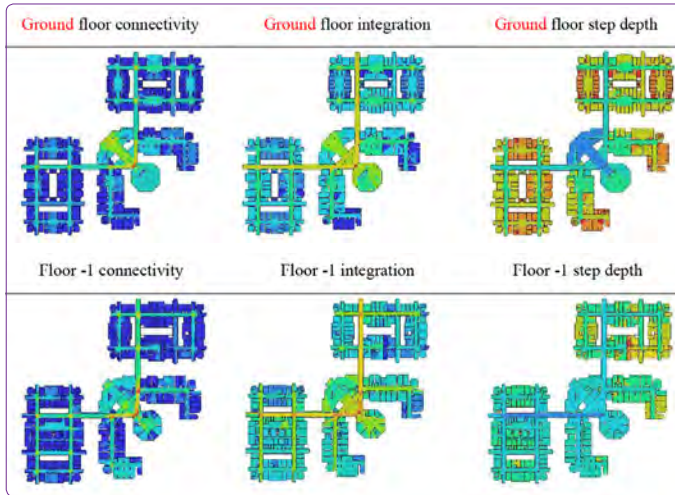 Ground floor connectivity
Ground floor integration
Ground floor step depth
Floor -1 connectivity
Floor -1 integration
Floor -1 step depth